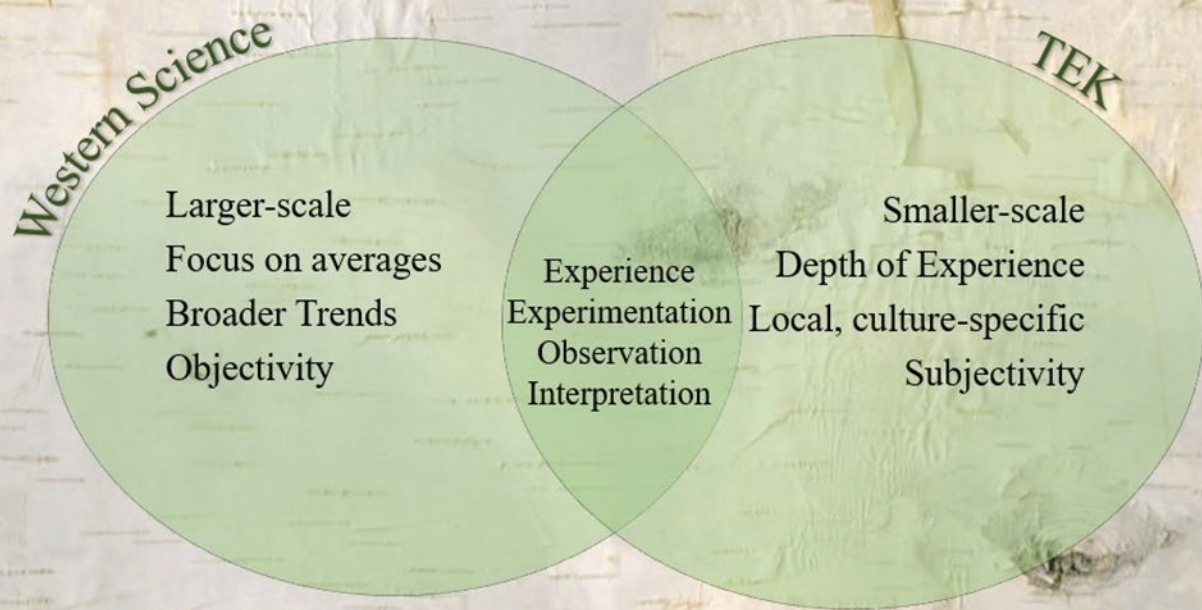 Western Science
Larger-scale
Focus on averages
Broader Trends
Objectivity
Experience
Experimentation
Observation
Interpretation
TEK
Smaller-scale
Depth of Experience
Local, culture-specific
Subjectivity